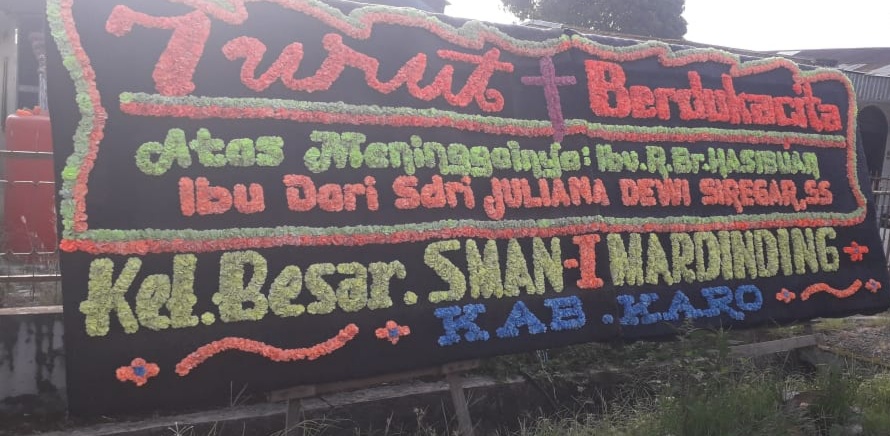 Turut † Berdukacita
Atas Meninggalnya: Ibu. R. Br. HASIBUAN
Ibu Dari Sdri JULIANA DEWI SIREGAR, SS
Kel. Besar. SMAN-I MARDINDING
KAB. KARO